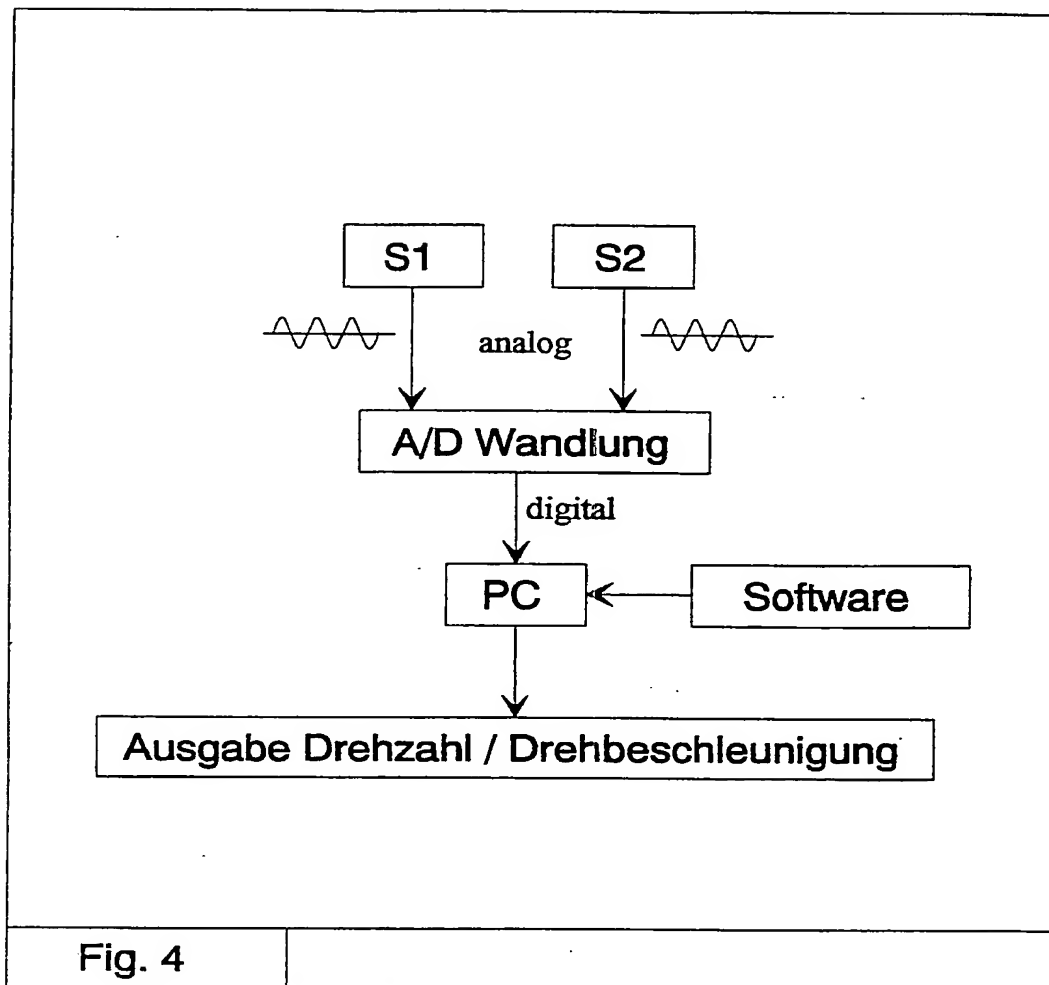 S1
S2
analog
A/D Wandlung
digital
PC
Software
Ausgabe Drehzahl / Drehbeschleunigung
Fig. 4